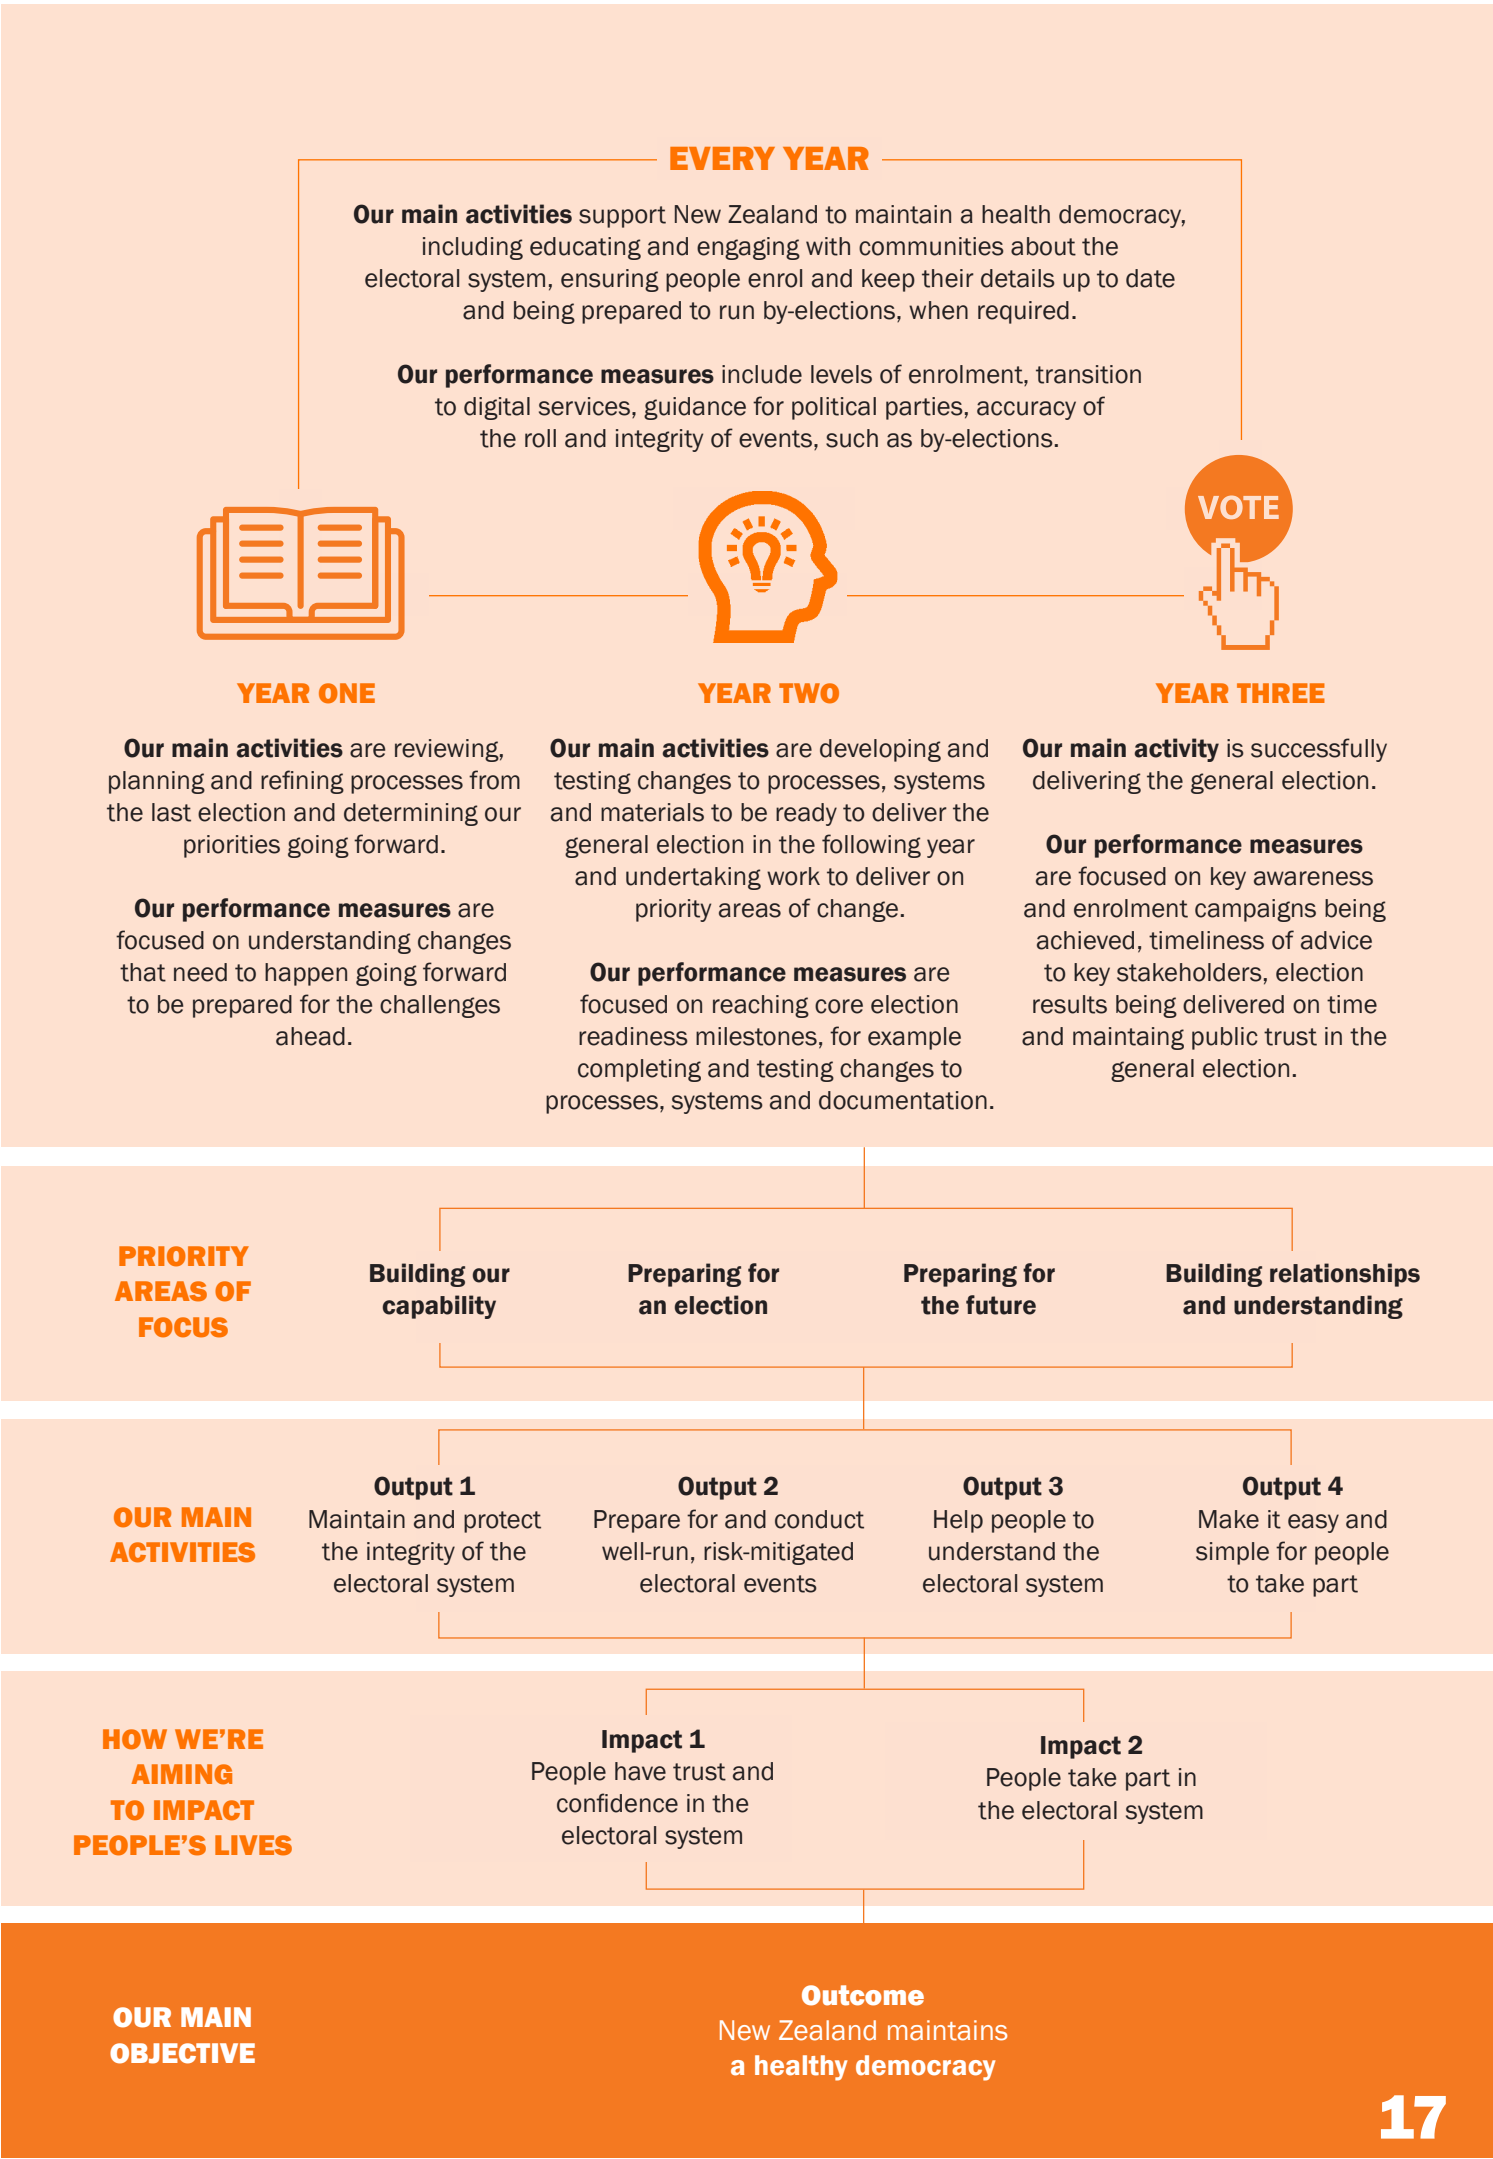 EVERY YEAR
Our main activities support New Zealand to maintain a health democracy,
including educating and engaging with communities about the
electoral system, ensuring people enrol and keep their details up to date
and being prepared to run by-elections, when required.
Our performance measures include levels of enrolment, transition
to digital services, guidance for political parties, accuracy of
the roll and integrity of events, such as by-elections.
VOTE
YEAR ONE
Our main activities are reviewing,
planning and refining processes from
the last election and determining our
priorities going forward.
Our performance measures are
focused on understanding changes
that need to happen going forward
to be prepared for the challenges
ahead.
YEAR TWO
Our main activities are developing and
testing changes to processes, systems
and materials to be ready to deliver the
general election in the following year
and undertaking work to deliver on
priority areas of change.
Our performance measures are
focused on reaching core election
readiness milestones, for example
completing and testing changes to
processes, systems and documentation.
YEAR THREE
Our main activity is successfully
delivering the general election.
Our performance measures
are focused on key awareness
and enrolment campaigns being
achieved, timeliness of advice
to key stakeholders, election
results being delivered on time
and maintaing public trust in the
general election.
PRIORITY
AREAS OF
FOCUS
Building our
capability
Preparing for
an election
Preparing for
the future
Building relationships
and understanding
OUR MAIN
ACTIVITIES
Output 1
Maintain and protect
the integrity of the
electoral system
Output 2
Prepare for and conduct
well-run, risk-mitigated
electoral events
Output 3
Help people to
understand the
electoral system
Output 4
Make it easy and
simple for people
to take part
HOW WE'RE
AIMING
TO IMPACT
PEOPLE'S LIVES
Impact 1
People have trust and
confidence in the
electoral system
Impact 2
People take part in
the electoral system
OUR MAIN
OBJECTIVE
Outcome
New Zealand maintains
a healthy democracy
17